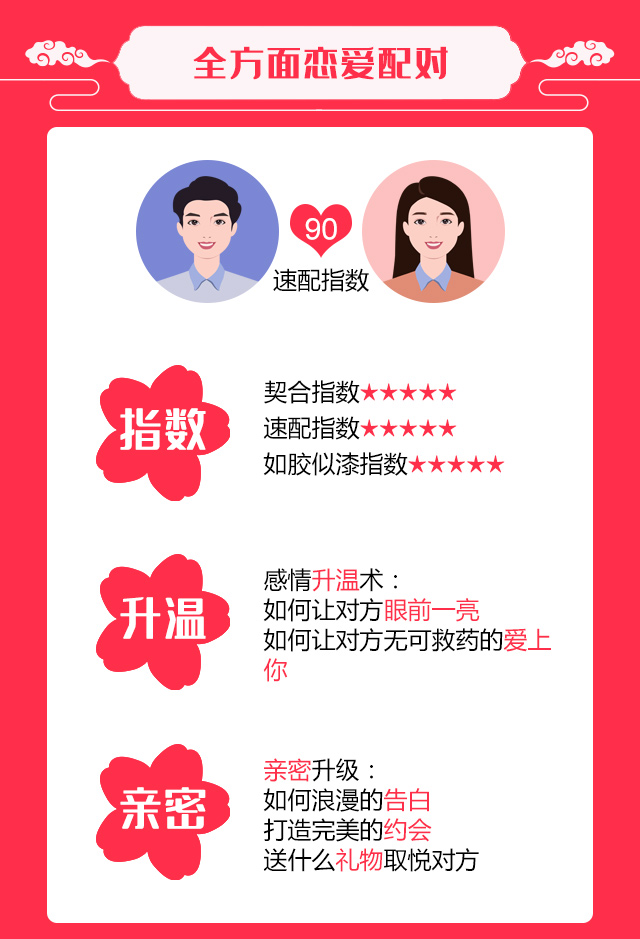 全方面恋爱配对
90
速配指数
指数
契合指数★★★★★
速配指数★★★★★
如胶似漆指数★★★★★
升温
感情升温术：
如何让对方眼前一亮
如何让对方无可救药的爱上
你
亲密
亲密升级：
如何浪漫的告白
打造完美的约会
送什么礼物取悦对方